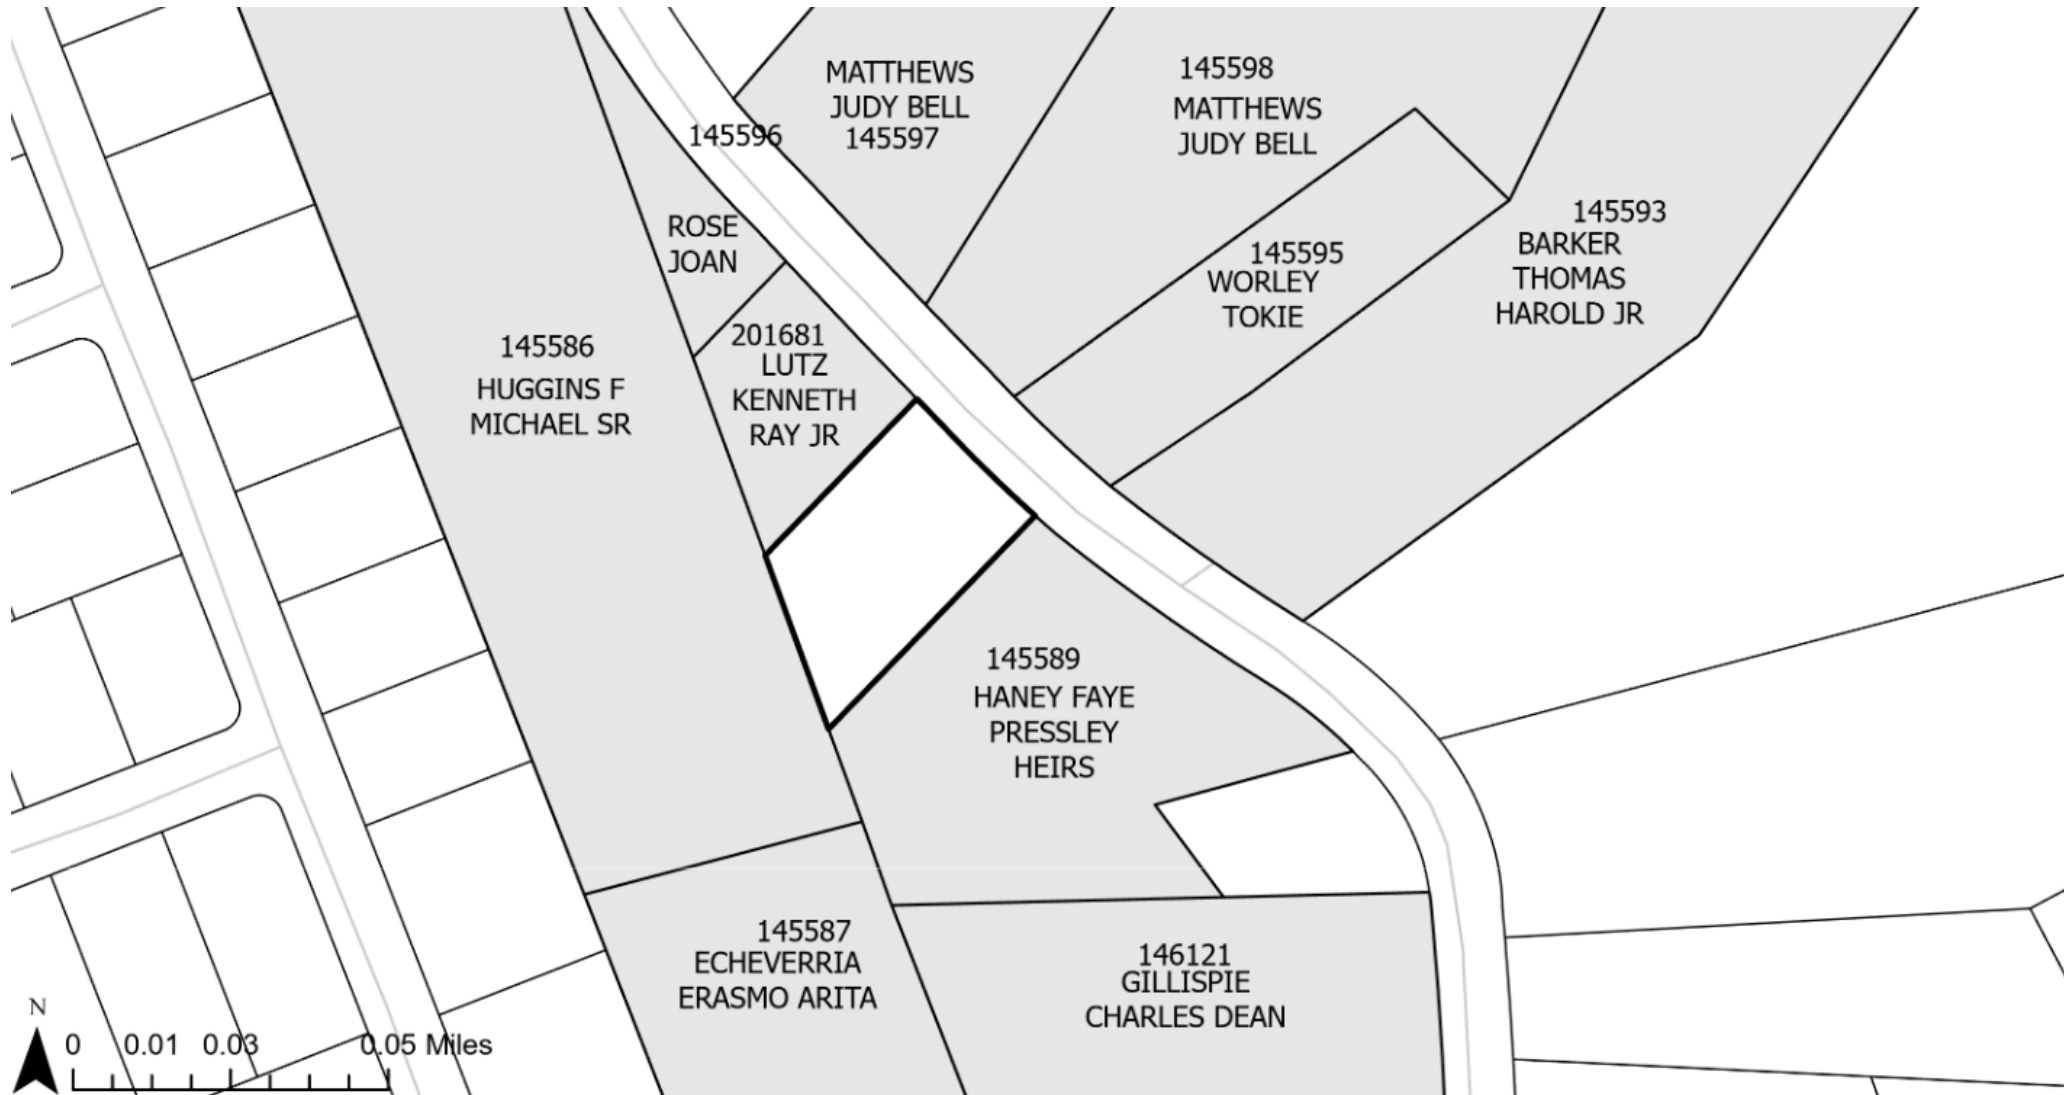 MATTHEWS
JUDY BELL
145597
145598
MATTHEWS
JUDY BELL
145596
ROSE
JOAN
145595
WORLEY
TOKIE
145593
BARKER
THOMAS
HAROLD JR
145586
HUGGINS F
MICHAEL SR
201681
LUTZ
KENNETH
RAY JR
145589
HANEY FAYE
PRESSLEY
HEIRS
145587
ECHEVERRIA
ERASMO ARITA
146121
GILLISPIE
CHARLES DEAN
N
0 0.01 0.03 0.05 Miles